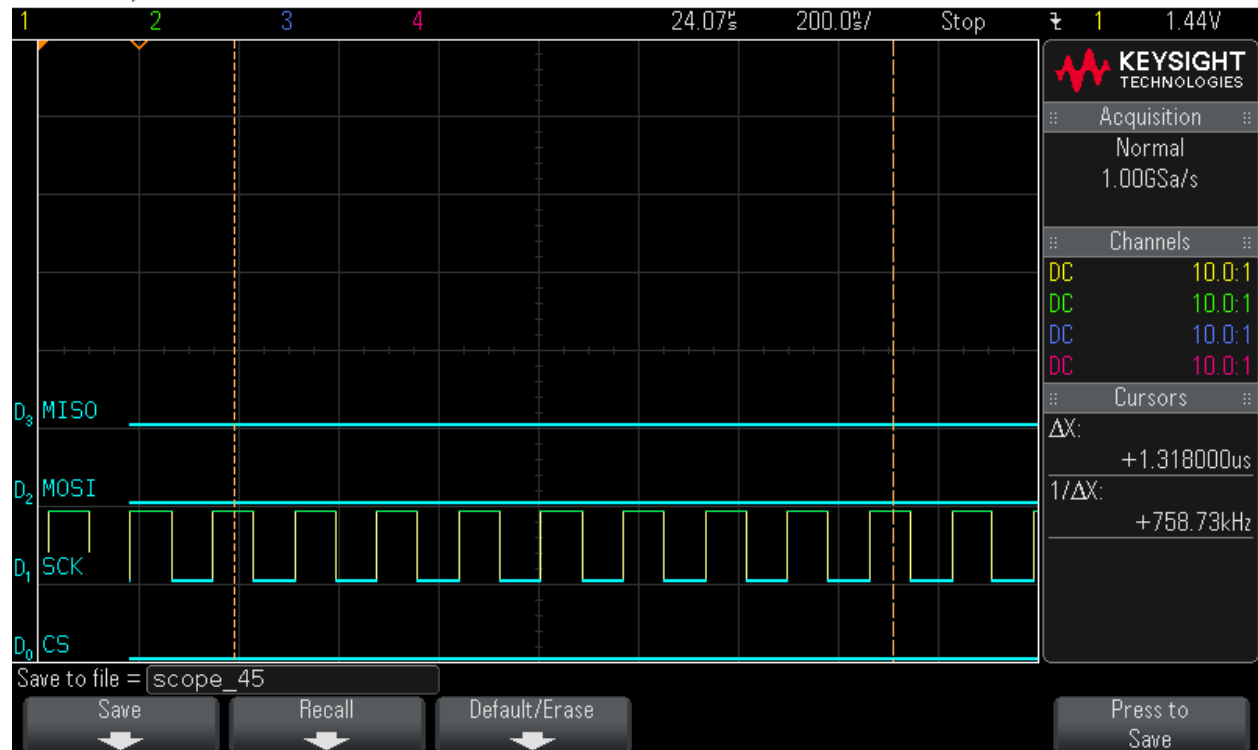 1 2 3 4 24.07µs 200.0ns/ Stop 1 1.44V
KEYSIGHT
TECHNOLOGIES
Acquisition
Normal
1.00GSa/s
Channels
DC 10.0:1
DC 10.0:1
DC 10.0:1
DC 10.0:1
Cursors
ΔX:
+1.318000us
1/ΔX:
+758.73kHz
D3 MISO
D2 MOSI
D1 SCK
D0 CS
Save to file = scope_45
Save Recall Default/Erase Press to
Save